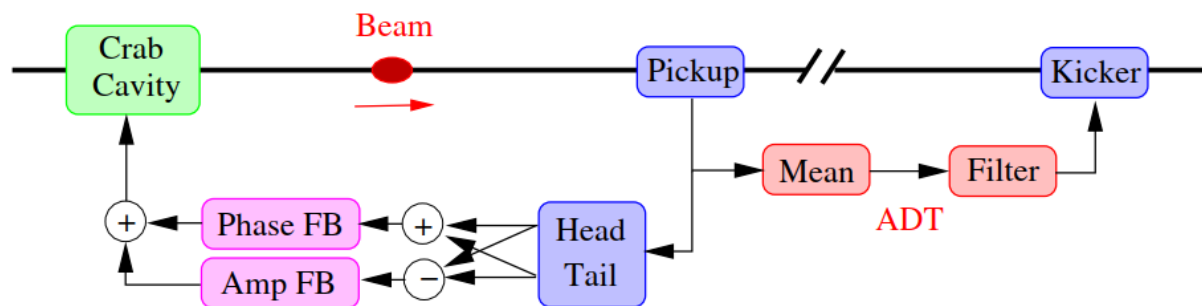 Beam
Crab
Cavity
Pickup
Kicker
Mean
Filter
ADT
Head
Tail
+
Phase FB
+
Amp FB
−